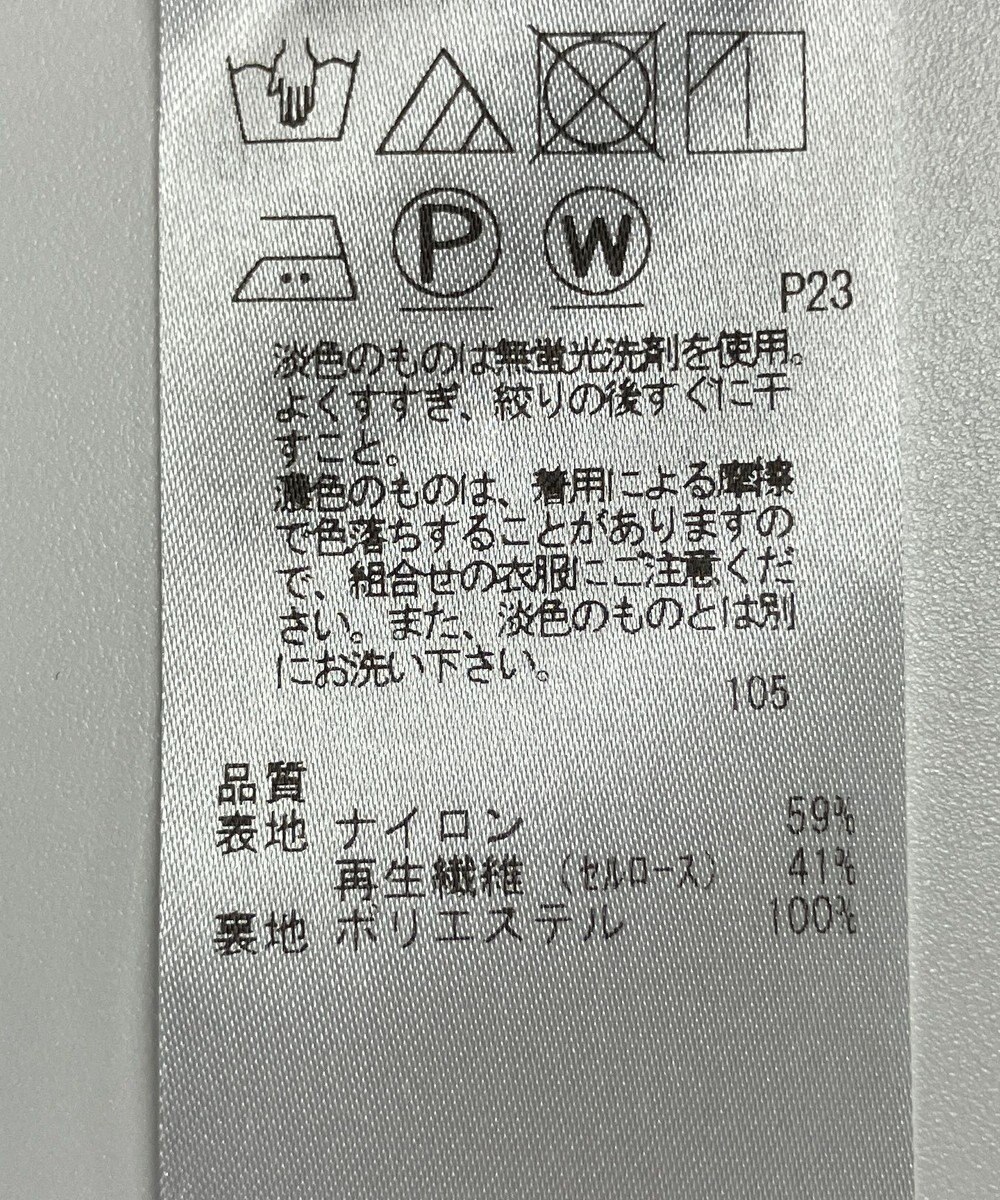 P W
P23
淡色のものは無蛍光洗剤を使用。
よくすすぎ、絞りの後すぐに干
すこと。
濃色のものは、着用による摩擦
で色落ちすることがありますの
で、組合せの衣服にご注意くだ
さい。また、淡色のものとは別
にお洗い下さい。
105
品質
表地 ナイロン 59%
再生繊維（セルロース） 41%
裏地 ポリエステル 100%